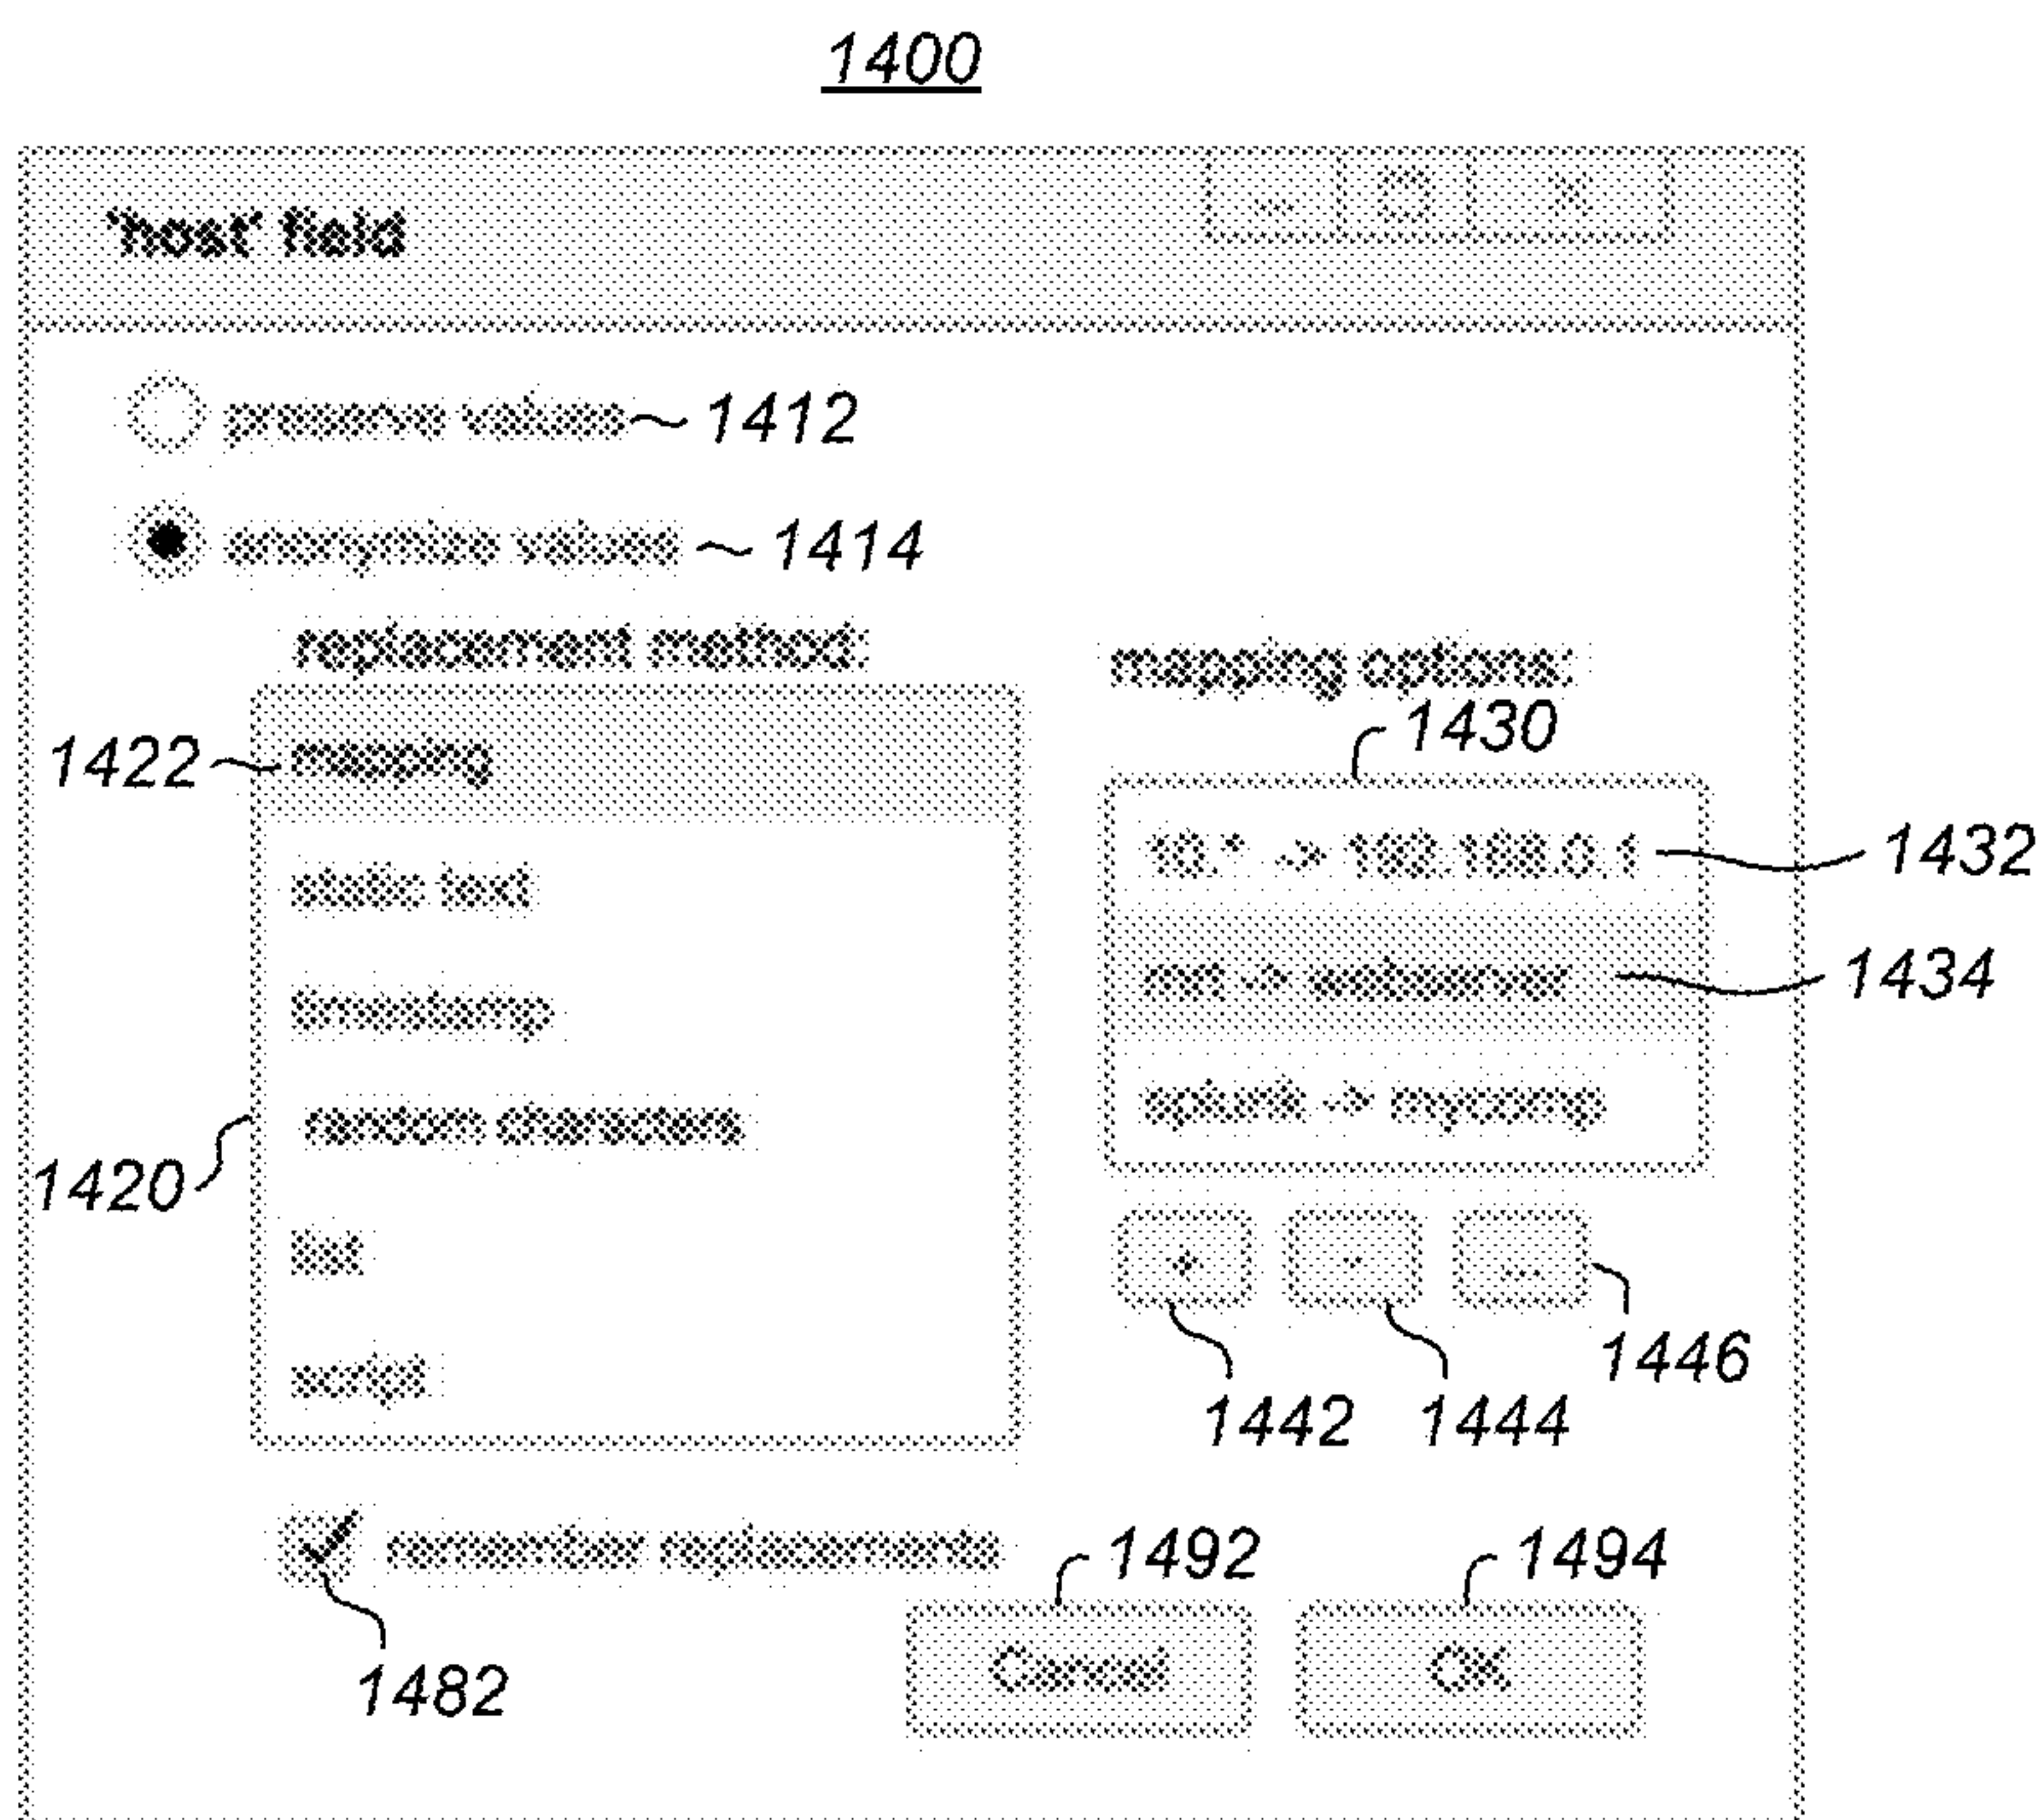 1400
'host' field
preserve values 1412
anonymize values 1414
replacement method:
mapping options:
1430
1422 mapping
10.* -> 192.168.0.1 1432
static text
-> webserver 1434
timestamp
splunk -> mycomp
random characters
1420
list
+ - ...
1446
script
1442 1444
remember replacements
1492 1494
Cancel OK
1482